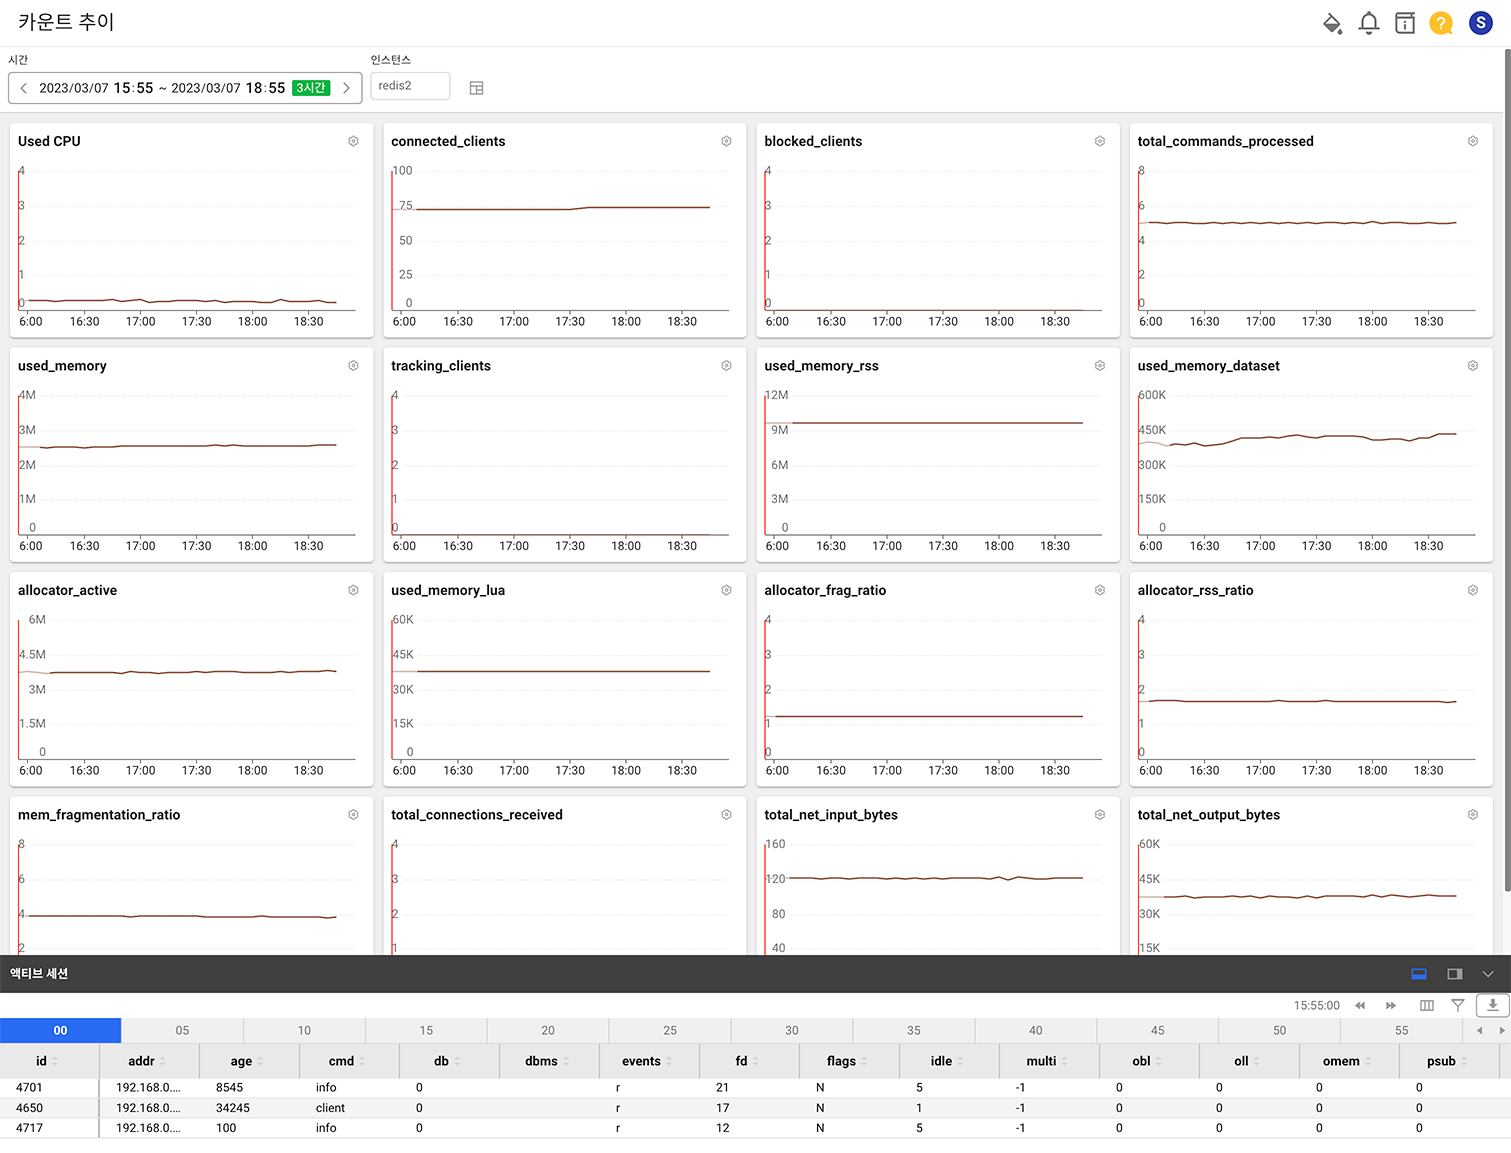 카운트 추이
?
S
시간
인스턴스
2023/03/07 15:55 ~ 2023/03/07 18:55 3시간
redis2
Used CPU
4
3
2
1
0
6:00 16:30 17:00 17:30 18:00 18:30
connected_clients
100
75
50
25
0
6:00 16:30 17:00 17:30 18:00 18:30
blocked_clients
4
3
2
1
0
6:00 16:30 17:00 17:30 18:00 18:30
total_commands_processed
8
6
4
2
0
6:00 16:30 17:00 17:30 18:00 18:30
used_memory
4M
3M
2M
1M
0
6:00 16:30 17:00 17:30 18:00 18:30
tracking_clients
4
3
2
1
0
6:00 16:30 17:00 17:30 18:00 18:30
used_memory_rss
12M
9M
6M
3M
0
6:00 16:30 17:00 17:30 18:00 18:30
used_memory_dataset
600K
450K
300K
150K
0
6:00 16:30 17:00 17:30 18:00 18:30
allocator_active
6M
4.5M
3M
1.5M
0
6:00 16:30 17:00 17:30 18:00 18:30
used_memory_lua
60K
45K
30K
15K
0
6:00 16:30 17:00 17:30 18:00 18:30
allocator_frag_ratio
4
3
2
1
0
6:00 16:30 17:00 17:30 18:00 18:30
allocator_rss_ratio
4
3
2
1
0
6:00 16:30 17:00 17:30 18:00 18:30
mem_fragmentation_ratio
8
6
4
2
total_connections_received
4
3
2
1
total_net_input_bytes
160
120
80
40
total_net_output_bytes
60K
45K
30K
15K
액티브 세션
15:55:00
00 05 10 15 20 25 30 35 40 45 50 55
id addr age cmd db dbms events fd flags idle multi obl oll omem psub
4701 192.168.0.... 8545 info 0 r 21 N 5 -1 0 0 0 0
4650 192.168.0.... 34245 client 0 r 17 N 1 -1 0 0 0 0
4717 192.168.0.... 100 info 0 r 12 N 5 -1 0 0 0 0